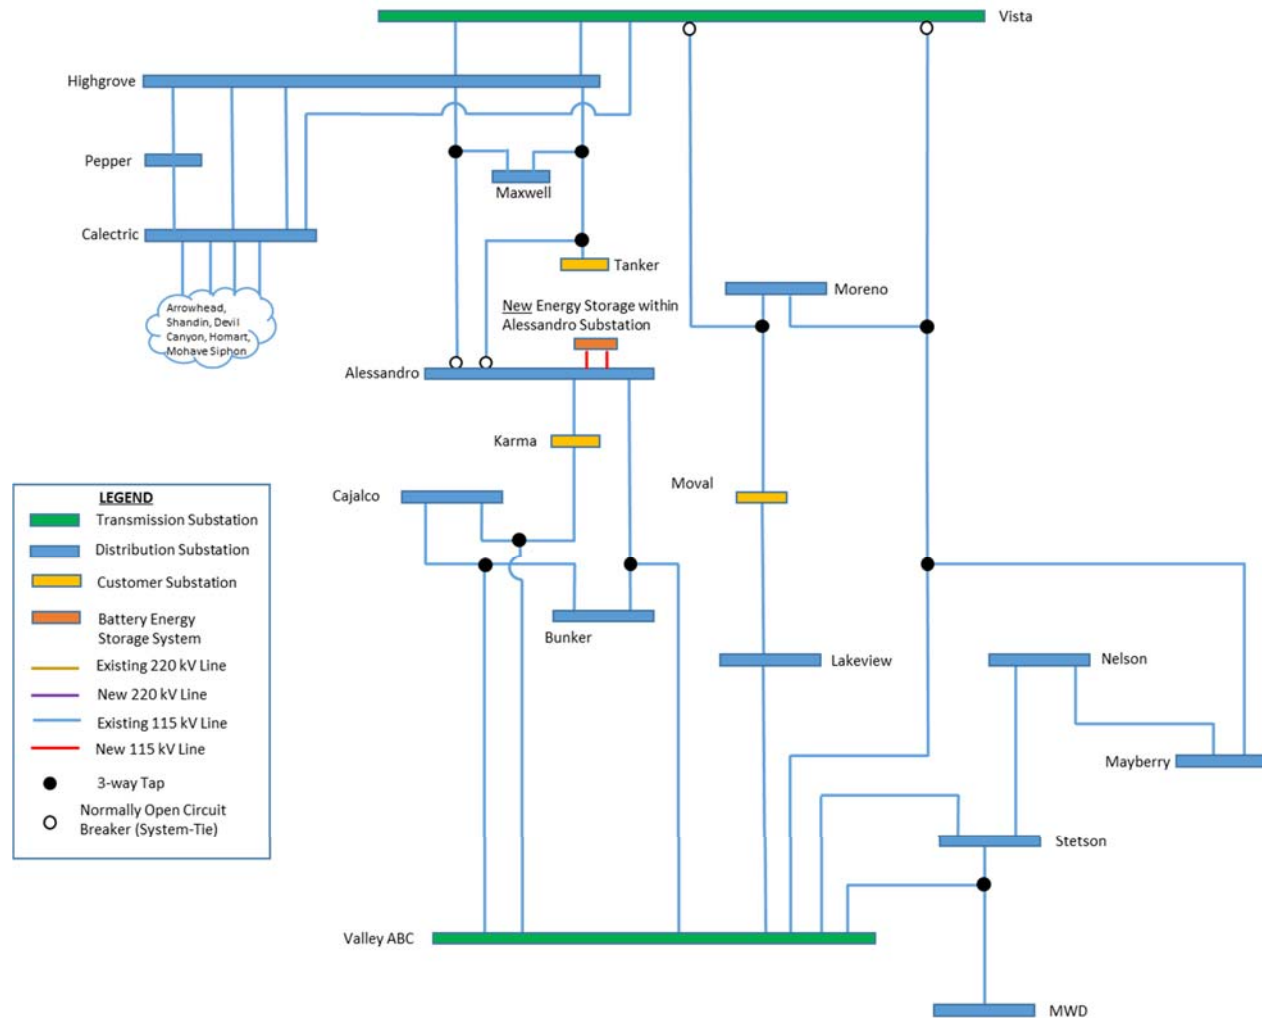 Vista
Highgrove
Pepper
Maxwell
Calectric
Tanker
Arrowhead,
Shandin, Devil
Canyon, Homart,
Mohave Siphon
New Energy Storage within
Alessandro Substation
Moreno
Alessandro
Karma
Cajalco
Moval
LEGEND
Transmission Substation
Distribution Substation
Customer Substation
Battery Energy
Storage System
Existing 220 kV Line
New 220 kV Line
Existing 115 kV Line
New 115 kV Line
3-way Tap
Normally Open Circuit
Breaker (System-Tie)
Bunker
Lakeview
Nelson
Mayberry
Stetson
Valley ABC
MWD